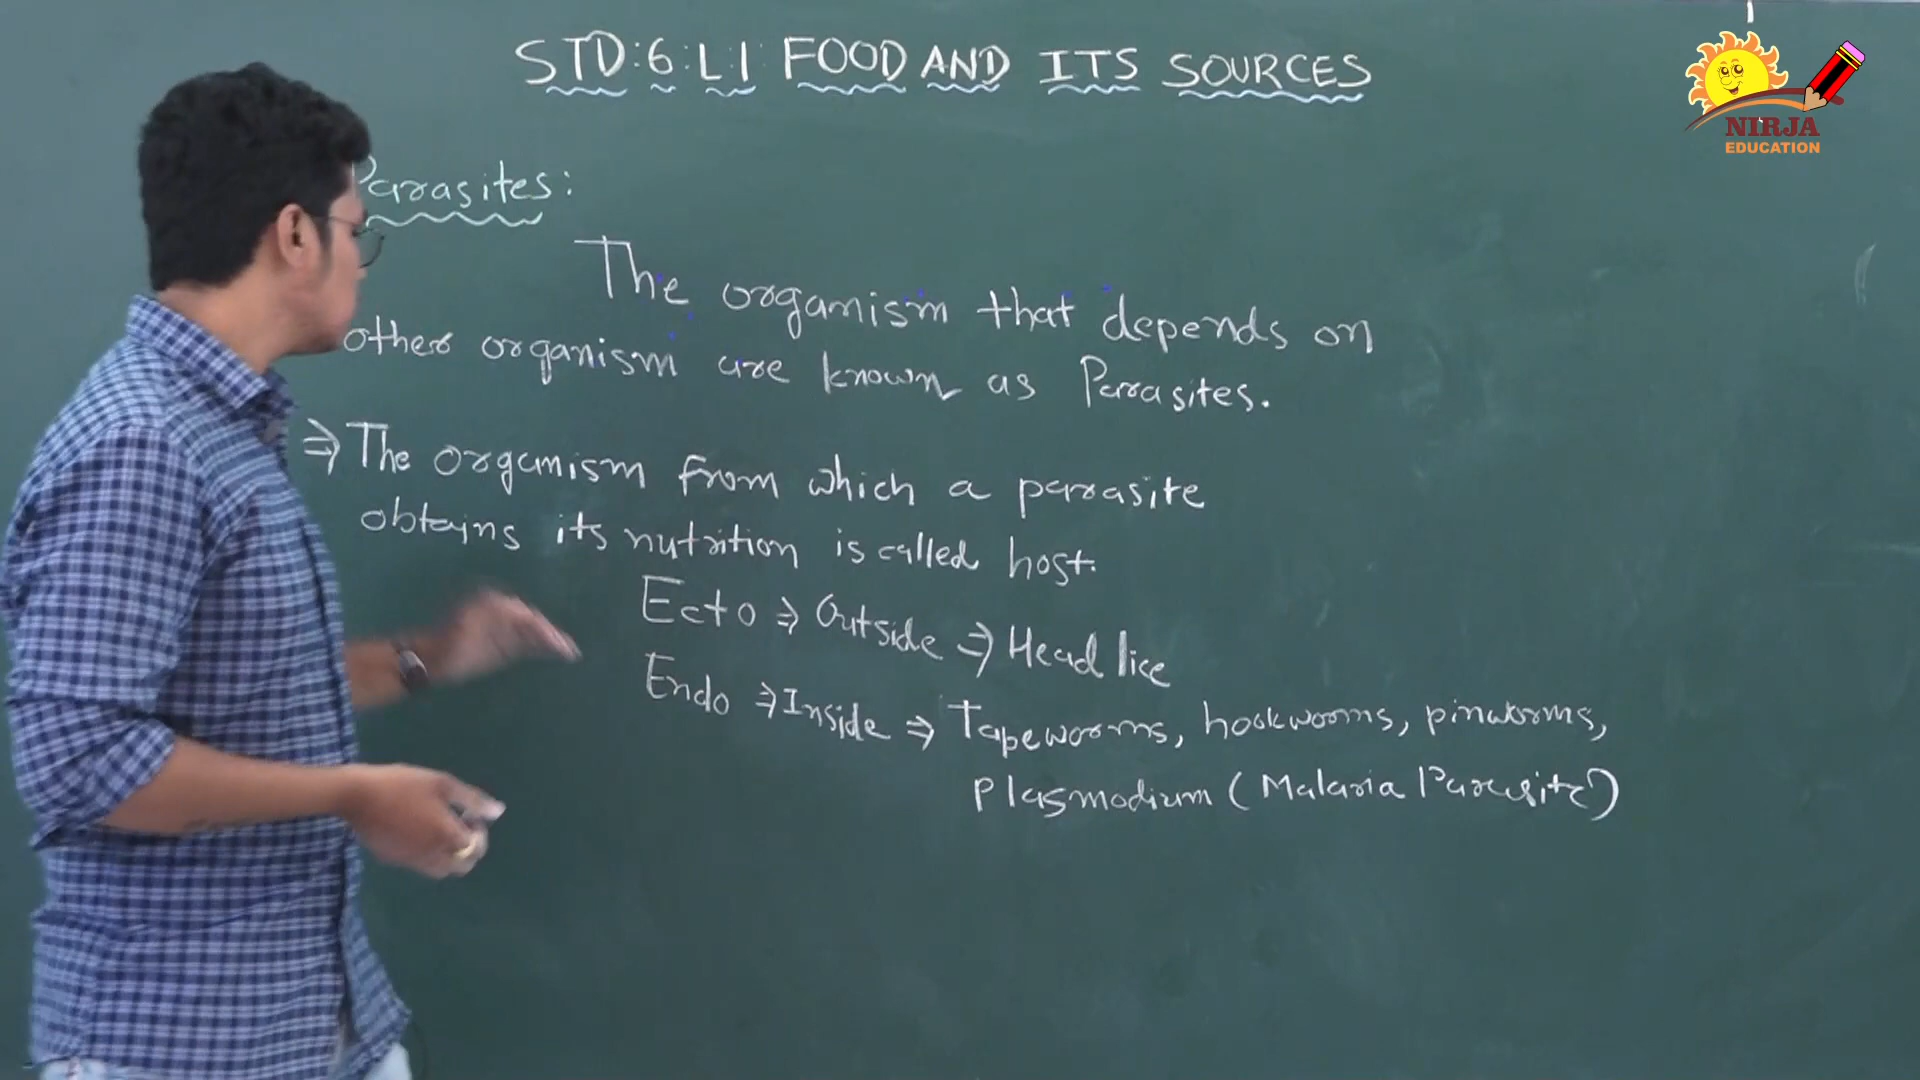 STD:6:L1: FOOD AND ITS SOURCES
NIRJA
EDUCATION
Parasites:
The organism that depends on
other organism are known as Parasites.
⇒ The organism from which a parasite
obtains its nutrition is called host.
Ecto ⇒ Outside ⇒ Head lice
Endo ⇒ Inside ⇒ Tapeworms, hookworms, pinworms,
Plasmodium (Malaria Parasite)